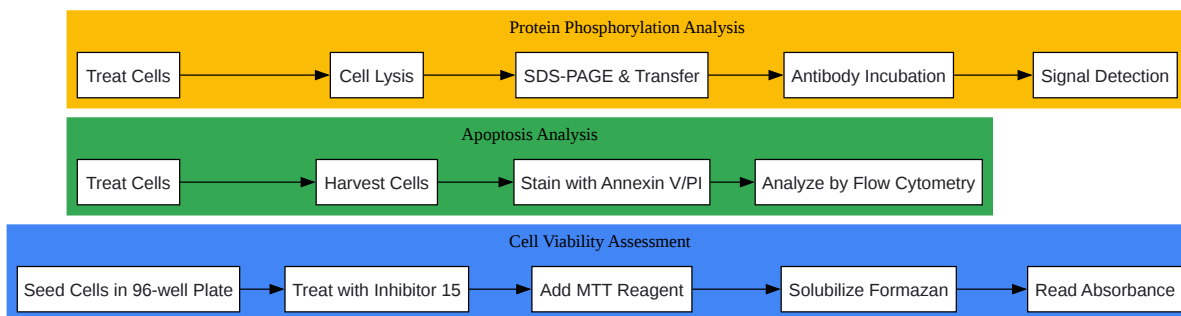 Protein Phosphorylation Analysis
Treat Cells
Cell Lysis
SDS-PAGE & Transfer
Antibody Incubation
Signal Detection
Apoptosis Analysis
Treat Cells
Harvest Cells
Stain with Annexin V/PI
Analyze by Flow Cytometry
Cell Viability Assessment
Seed Cells in 96-well Plate
Treat with Inhibitor 15
Add MTT Reagent
Solubilize Formazan
Read Absorbance